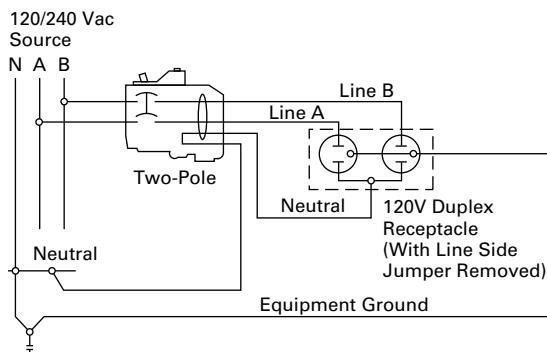 120/240 Vac
Source
N A B
Line B
Line A
Two-Pole
Neutral
120V Duplex
Receptacle
(With Line Side
Jumper Removed)
Neutral
Equipment Ground